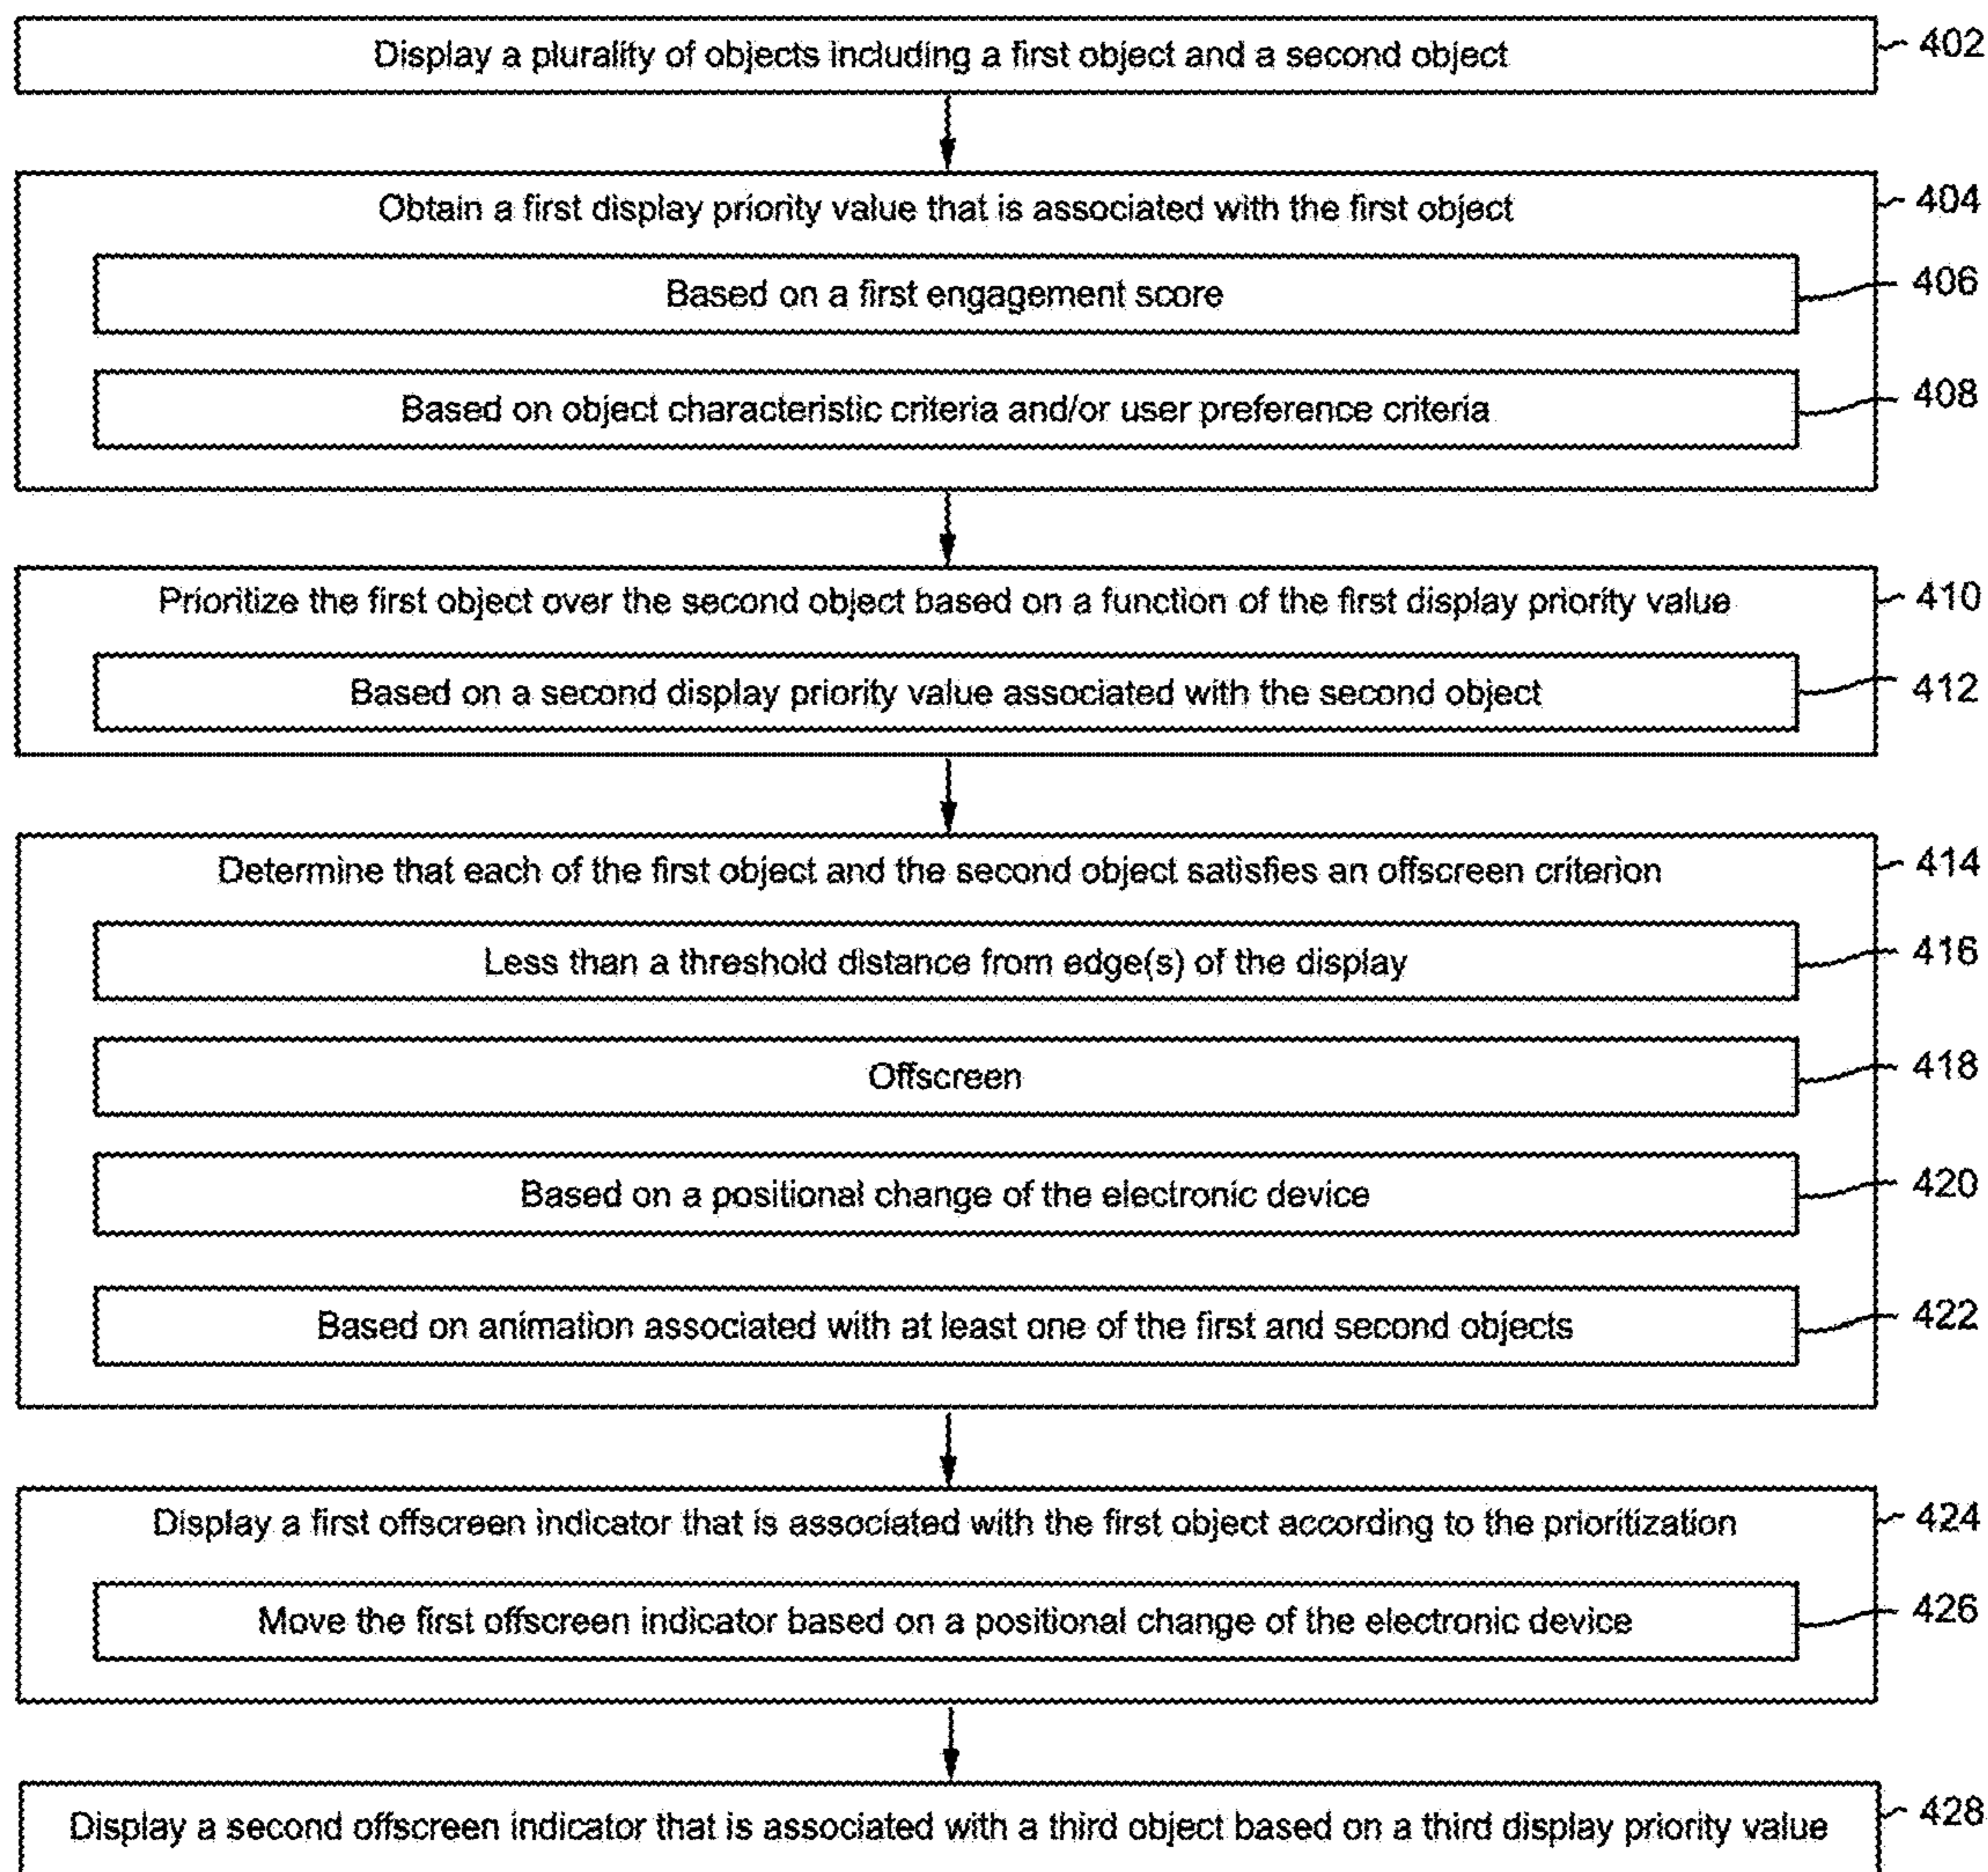 Display a plurality of objects including a first object and a second object
402
Obtain a first display priority value that is associated with the first object
404
Based on a first engagement score
406
Based on object characteristic criteria and/or user preference criteria
408
Prioritize the first object over the second object based on a function of the first display priority value
410
Based on a second display priority value associated with the second object
412
Determine that each of the first object and the second object satisfies an offscreen criterion
414
Less than a threshold distance from edge(s) of the display
416
Offscreen
418
Based on a positional change of the electronic device
420
Based on animation associated with at least one of the first and second objects
422
Display a first offscreen indicator that is associated with the first object according to the prioritization
424
Move the first offscreen indicator based on a positional change of the electronic device
426
Display a second offscreen indicator that is associated with a third object based on a third display priority value
428